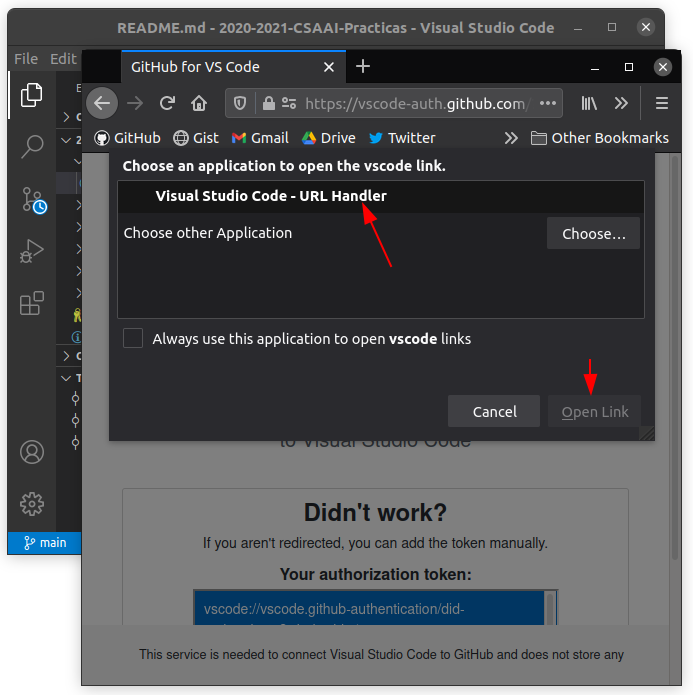 README.md - 2020-2021-CSAAI-Practicas - Visual Studio Code
File Edit
GitHub for VS Code
https://vscode-auth.github.com/
GitHub Gist Gmail Drive Twitter Other Bookmarks
Choose an application to open the vscode link.
Visual Studio Code - URL Handler
Choose other Application Choose...
Always use this application to open vscode links
Cancel Open Link
to Visual Studio Code
Didn't work?
If you aren't redirected, you can add the token manually.
Your authorization token:
vscode://vscode.github-authentication/did-
main
This service is needed to connect Visual Studio Code to GitHub and does not store any